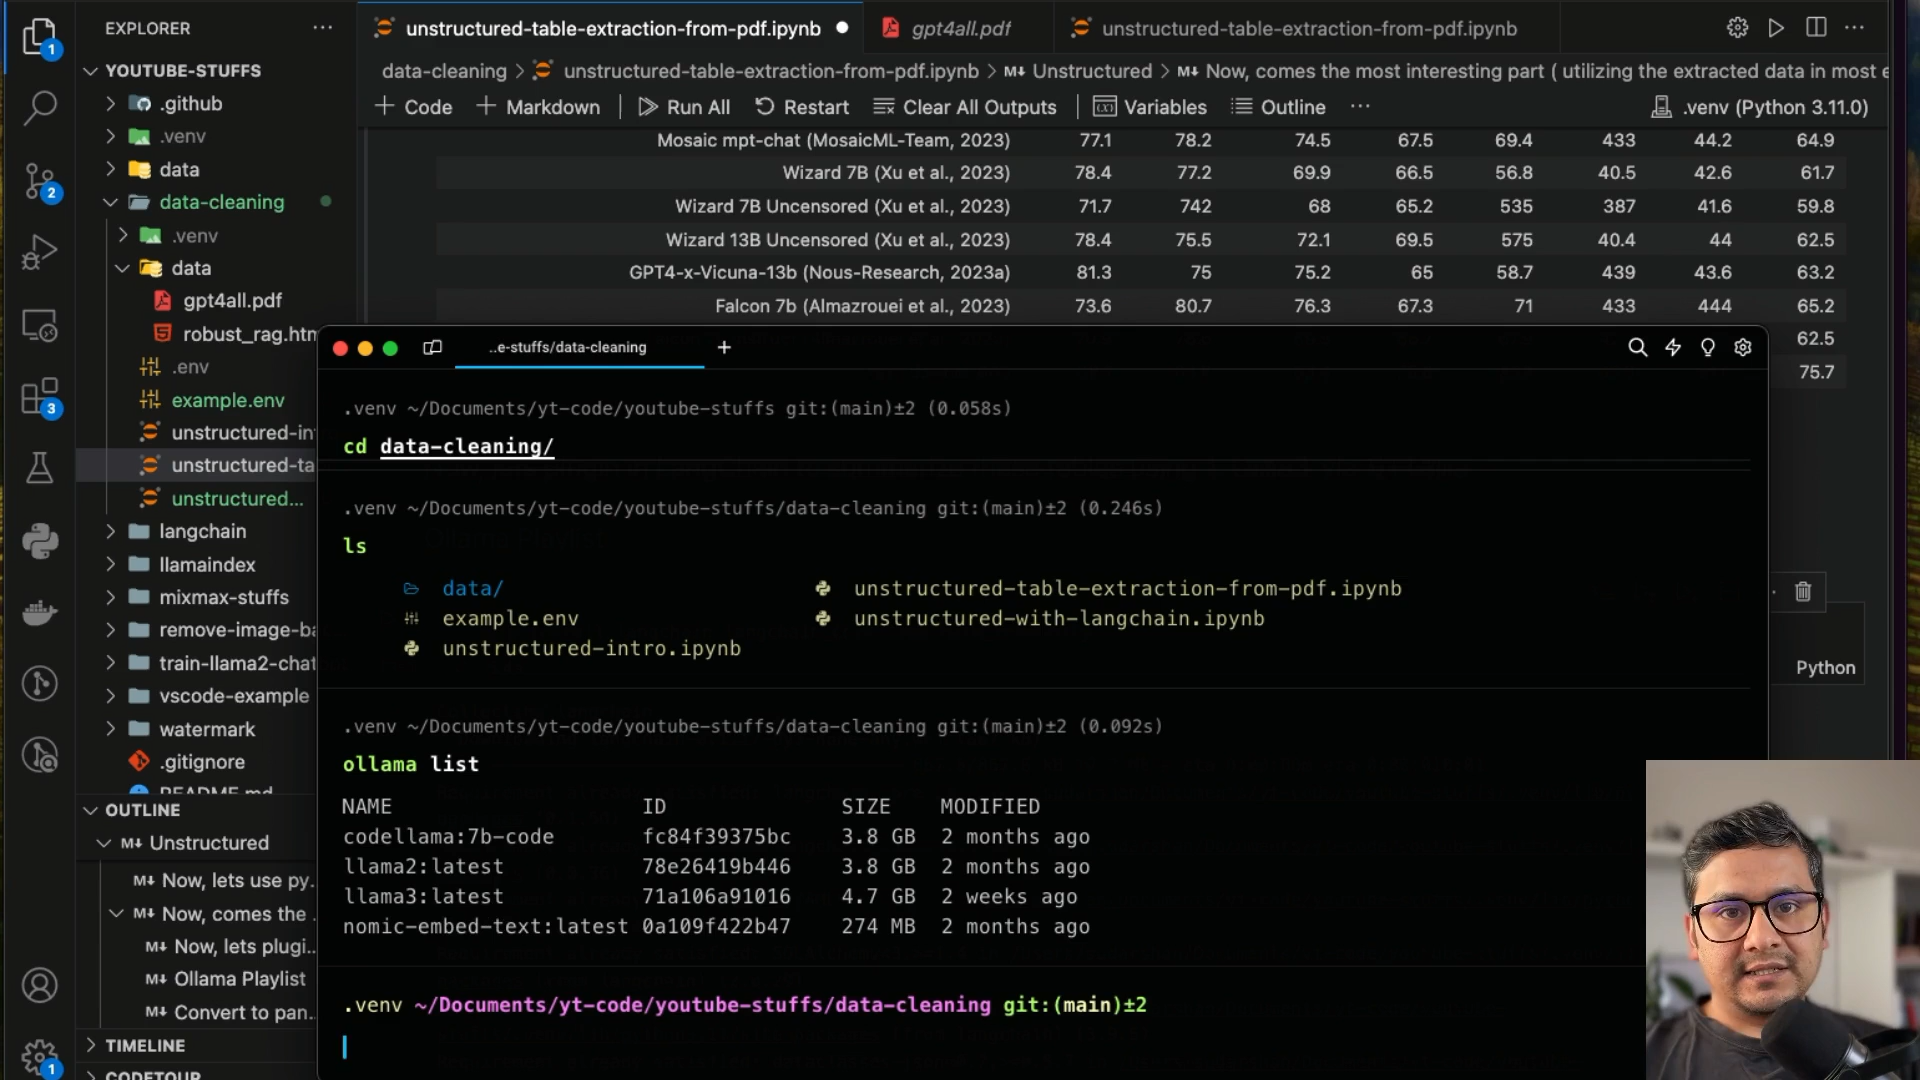 EXPLORER
YOUTUBE-STUFFS
.github
.venv
data
data-cleaning
.venv
data
gpt4all.pdf
robust_rag.htm
.env
example.env
unstructured-in
unstructured-ta
unstructured...
langchain
llamaindex
mixmax-stuffs
remove-image-ba
train-llama2-chat
vscode-example
watermark
.gitignore
README.md
OUTLINE
Unstructured
Now, lets use py...
Now, comes the ...
Now, lets plugi...
Ollama Playlist
Convert to pan...
TIMELINE
CODETOUR
1
2
3
1
unstructured-table-extraction-from-pdf.ipynb
gpt4all.pdf
unstructured-table-extraction-from-pdf.ipynb
data-cleaning > unstructured-table-extraction-from-pdf.ipynb > M↓ Unstructured > M↓ Now, comes the most interesting part ( utilizing the extracted data in most e
+ Code + Markdown | Run All Restart Clear All Outputs | Variables Outline ... .venv (Python 3.11.0)
Mosaic mpt-chat (MosaicML-Team, 2023) 77.1 78.2 74.5 67.5 69.4 433 44.2 64.9
Wizard 7B (Xu et al., 2023) 78.4 77.2 69.9 66.5 56.8 40.5 42.6 61.7
Wizard 7B Uncensored (Xu et al., 2023) 71.7 742 68 65.2 535 387 41.6 59.8
Wizard 13B Uncensored (Xu et al., 2023) 78.4 75.5 72.1 69.5 575 40.4 44 62.5
GPT4-x-Vicuna-13b (Nous-Research, 2023a) 81.3 75 75.2 65 58.7 439 43.6 63.2
Falcon 7b (Almazrouei et al., 2023) 73.6 80.7 76.3 67.3 71 433 444 65.2
62.5
75.7
Python
..e-stuffs/data-cleaning +
.venv ~/Documents/yt-code/youtube-stuffs git:(main)±2 (0.058s)
cd data-cleaning/
.venv ~/Documents/yt-code/youtube-stuffs/data-cleaning git:(main)±2 (0.246s)
ls
data/ unstructured-table-extraction-from-pdf.ipynb
example.env unstructured-with-langchain.ipynb
unstructured-intro.ipynb
.venv ~/Documents/yt-code/youtube-stuffs/data-cleaning git:(main)±2 (0.092s)
ollama list
NAME ID SIZE MODIFIED
codellama:7b-code fc84f39375bc 3.8 GB 2 months ago
llama2:latest 78e26419b446 3.8 GB 2 months ago
llama3:latest 71a106a91016 4.7 GB 2 weeks ago
nomic-embed-text:latest 0a109f422b47 274 MB 2 months ago
.venv ~/Documents/yt-code/youtube-stuffs/data-cleaning git:(main)±2